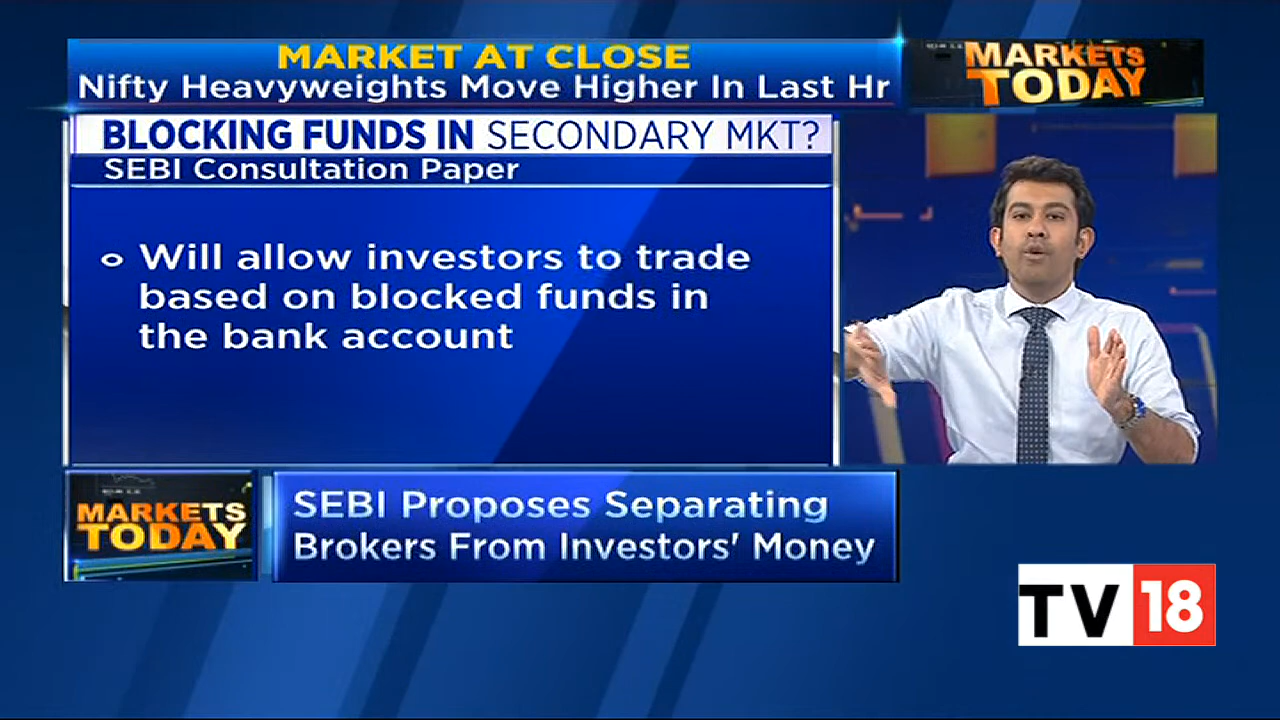 MARKET AT CLOSE
Nifty Heavyweights Move Higher In Last Hr
MARKETS
TODAY
BLOCKING FUNDS IN SECONDARY MKT?
SEBI Consultation Paper
Will allow investors to trade
based on blocked funds in
the bank account
MARKETS
TODAY
SEBI Proposes Separating
Brokers From Investors' Money
TV 18